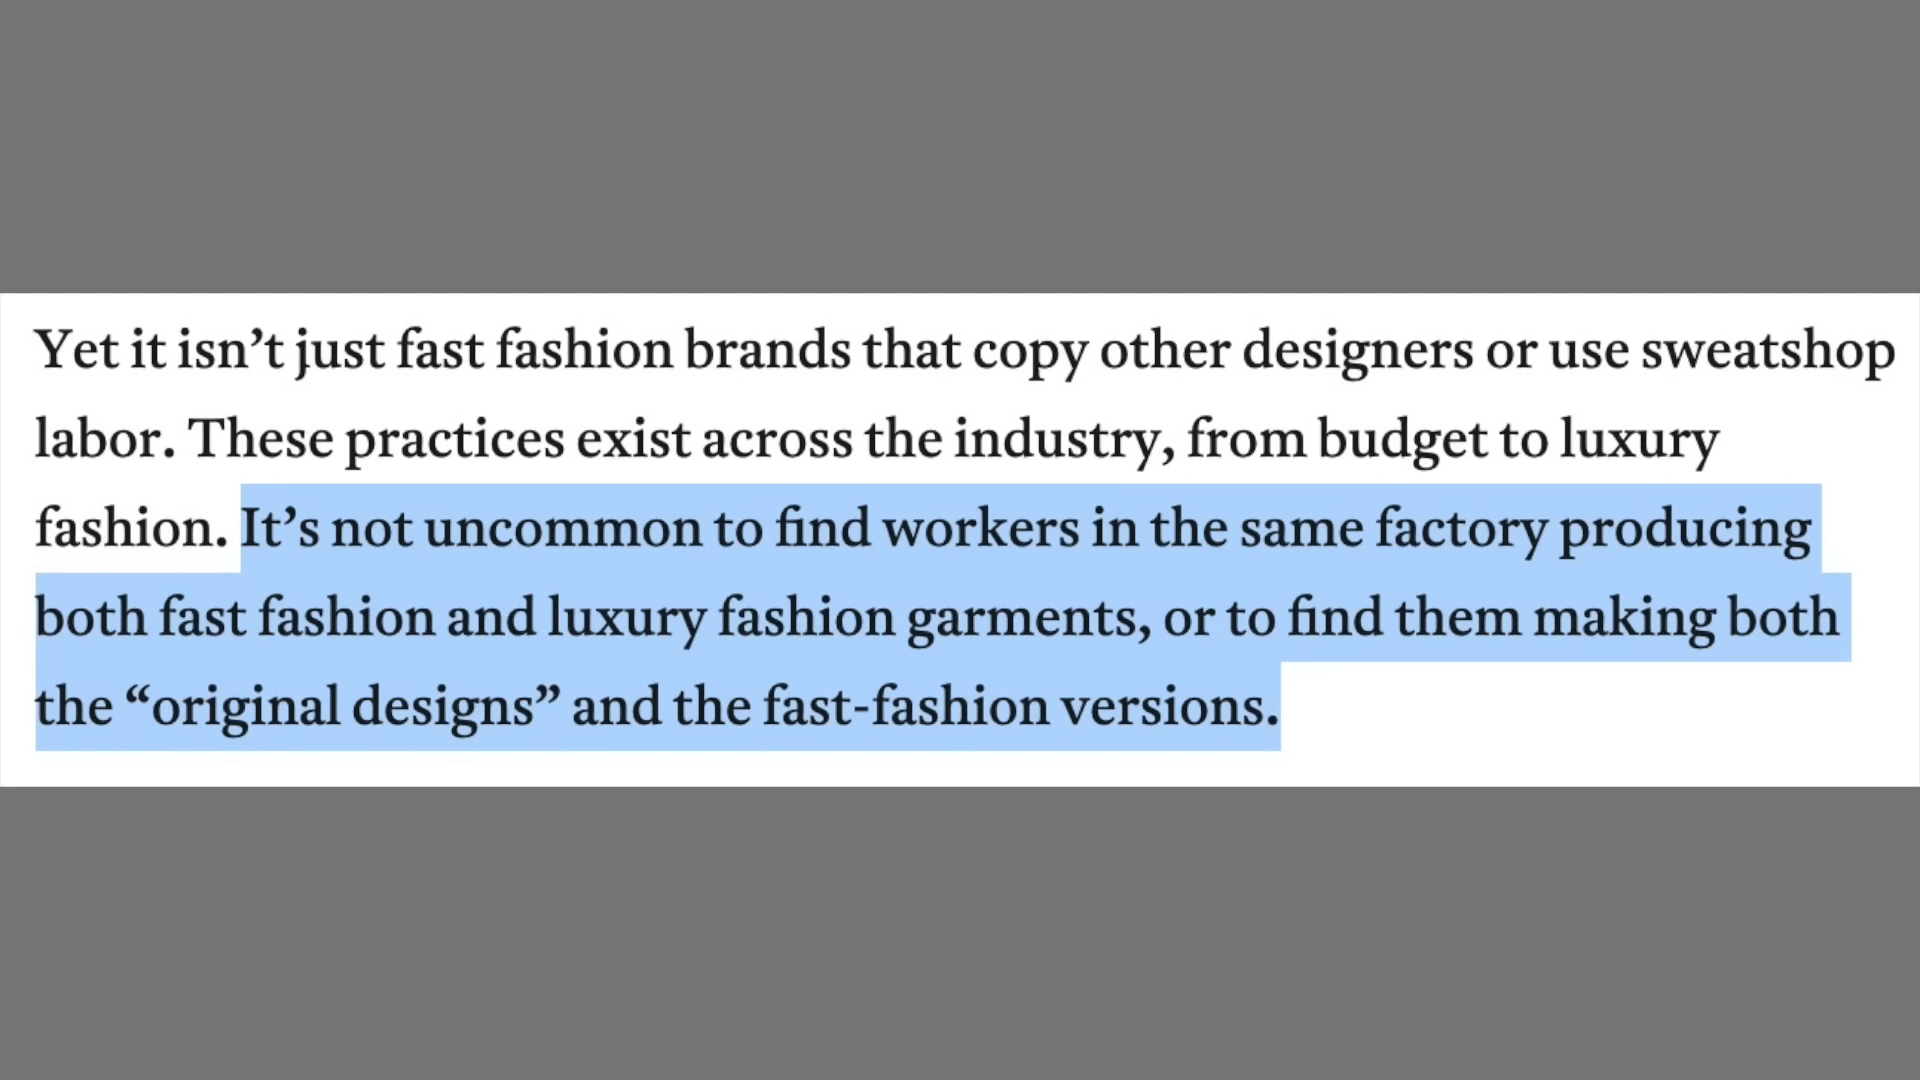 Yet it isn’t just fast fashion brands that copy other designers or use sweatshop
labor. These practices exist across the industry, from budget to luxury
fashion. It’s not uncommon to find workers in the same factory producing
both fast fashion and luxury fashion garments, or to find them making both
the “original designs” and the fast-fashion versions.